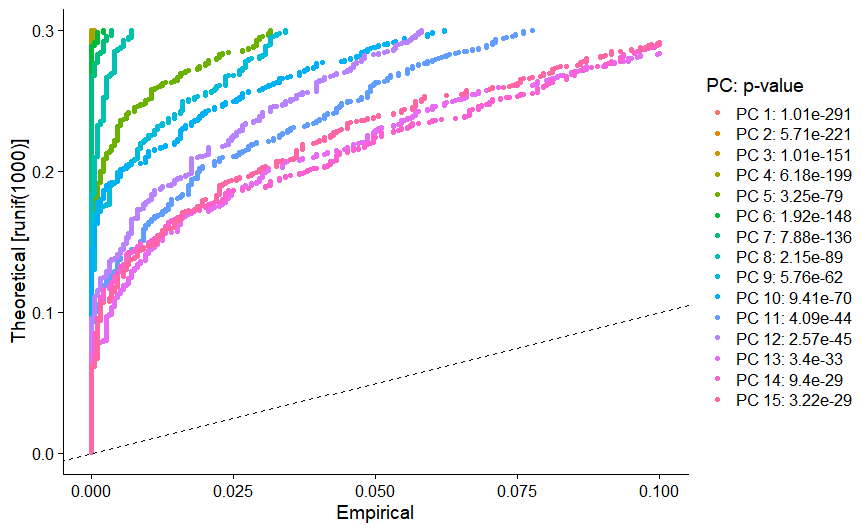 0.3
0.2
0.1
0.0
Theoretical [runif(1000)]
0.000
0.025
0.050
0.075
0.100
Empirical
PC: p-value
PC 1: 1.01e-291
PC 2: 5.71e-221
PC 3: 1.01e-151
PC 4: 6.18e-199
PC 5: 3.25e-79
PC 6: 1.92e-148
PC 7: 7.88e-136
PC 8: 2.15e-89
PC 9: 5.76e-62
PC 10: 9.41e-70
PC 11: 4.09e-44
PC 12: 2.57e-45
PC 13: 3.4e-33
PC 14: 9.4e-29
PC 15: 3.22e-29